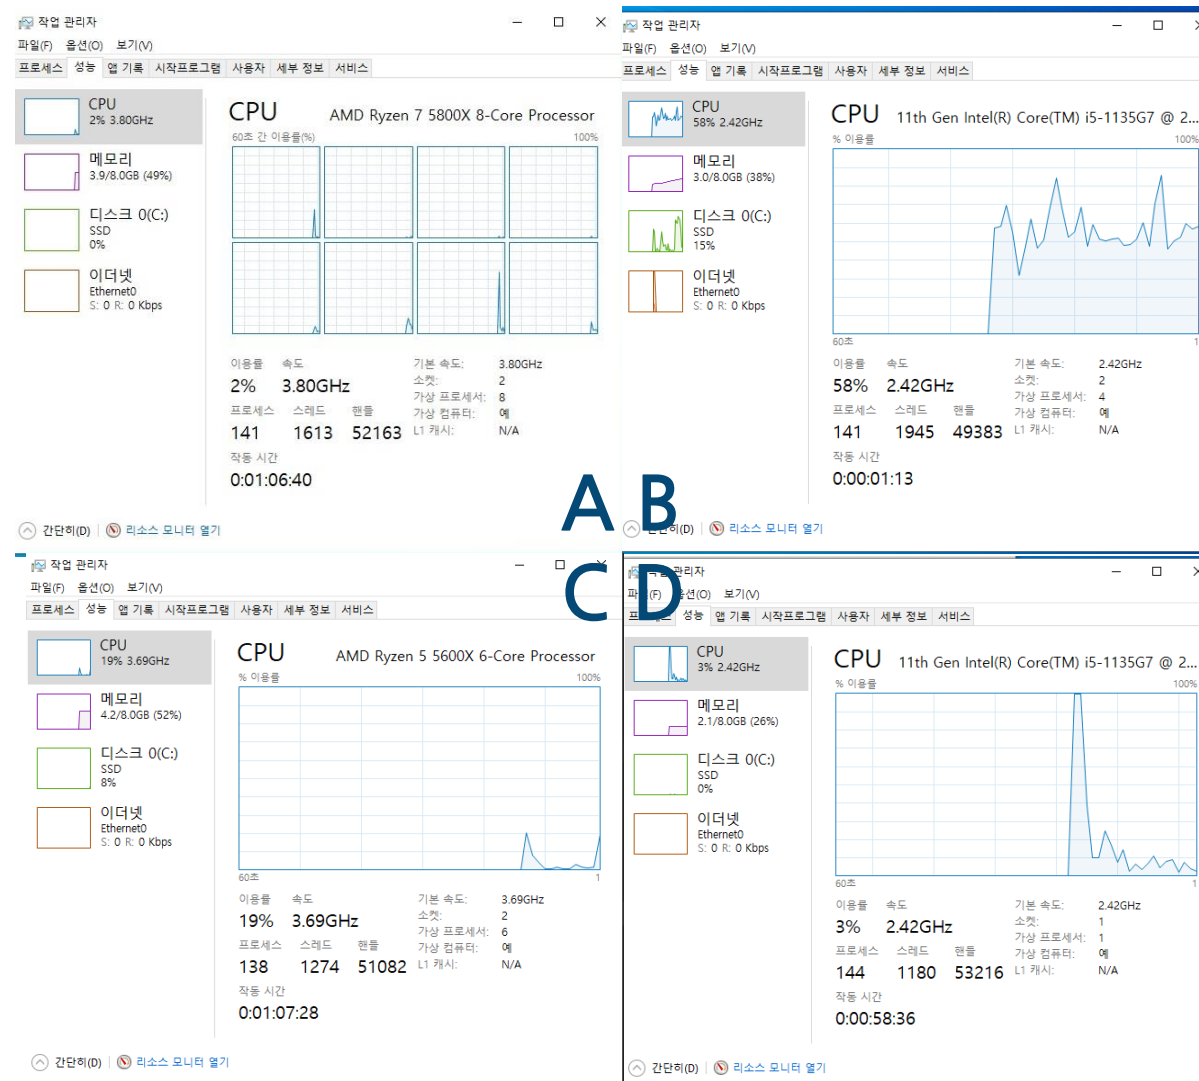 작업 관리자
파일(F) 옵션(O) 보기(V)
프로세스 성능 앱 기록 시작프로그램 사용자 세부 정보 서비스
CPU
2% 3.80GHz
메모리
3.9/8.0GB (49%)
디스크 0(C:)
SSD
0%
이더넷
Ethernet0
S: 0 R: 0 Kbps
CPU
AMD Ryzen 7 5800X 8-Core Processor
60초 간 이용률(%)
100%
이용률 속도
2% 3.80GHz
프로세스 스레드 핸들
141 1613 52163
작동 시간
0:01:06:40
기본 속도: 3.80GHz
소켓: 2
가상 프로세서: 8
가상 컴퓨터: 예
L1 캐시: N/A
간단히(D) 리소스 모니터 열기
A
작업 관리자
파일(F) 옵션(O) 보기(V)
프로세스 성능 앱 기록 시작프로그램 사용자 세부 정보 서비스
CPU
58% 2.42GHz
메모리
3.0/8.0GB (38%)
디스크 0(C:)
SSD
15%
이더넷
Ethernet0
S: 0 R: 0 Kbps
CPU
11th Gen Intel(R) Core(TM) i5-1135G7 @ 2...
% 이용률
100%
60초
1
이용률 속도
58% 2.42GHz
프로세스 스레드 핸들
141 1945 49383
작동 시간
0:00:01:13
기본 속도: 2.42GHz
소켓: 2
가상 프로세서: 4
가상 컴퓨터: 예
L1 캐시: N/A
B
간단히(D) 리소스 모니터 열기
작업 관리자
파일(F) 옵션(O) 보기(V)
프로세스 성능 앱 기록 시작프로그램 사용자 세부 정보 서비스
C
CPU
19% 3.69GHz
메모리
4.2/8.0GB (52%)
디스크 0(C:)
SSD
8%
이더넷
Ethernet0
S: 0 R: 0 Kbps
CPU
AMD Ryzen 5 5600X 6-Core Processor
% 이용률
100%
60초
1
이용률 속도
19% 3.69GHz
프로세스 스레드 핸들
138 1274 51082
작동 시간
0:01:07:28
기본 속도: 3.69GHz
소켓: 2
가상 프로세서: 6
가상 컴퓨터: 예
L1 캐시: N/A
간단히(D) 리소스 모니터 열기
작업 관리자
파일(F) 옵션(O) 보기(V)
D
프로세스 성능 앱 기록 시작프로그램 사용자 세부 정보 서비스
CPU
3% 2.42GHz
메모리
2.1/8.0GB (26%)
디스크 0(C:)
SSD
0%
이더넷
Ethernet0
S: 0 R: 0 Kbps
CPU
11th Gen Intel(R) Core(TM) i5-1135G7 @ 2...
% 이용률
100%
60초
1
이용률 속도
3% 2.42GHz
프로세스 스레드 핸들
144 1180 53216
작동 시간
0:00:58:36
기본 속도: 2.42GHz
소켓: 1
가상 프로세서: 1
가상 컴퓨터: 예
L1 캐시: N/A
간단히(D) 리소스 모니터 열기